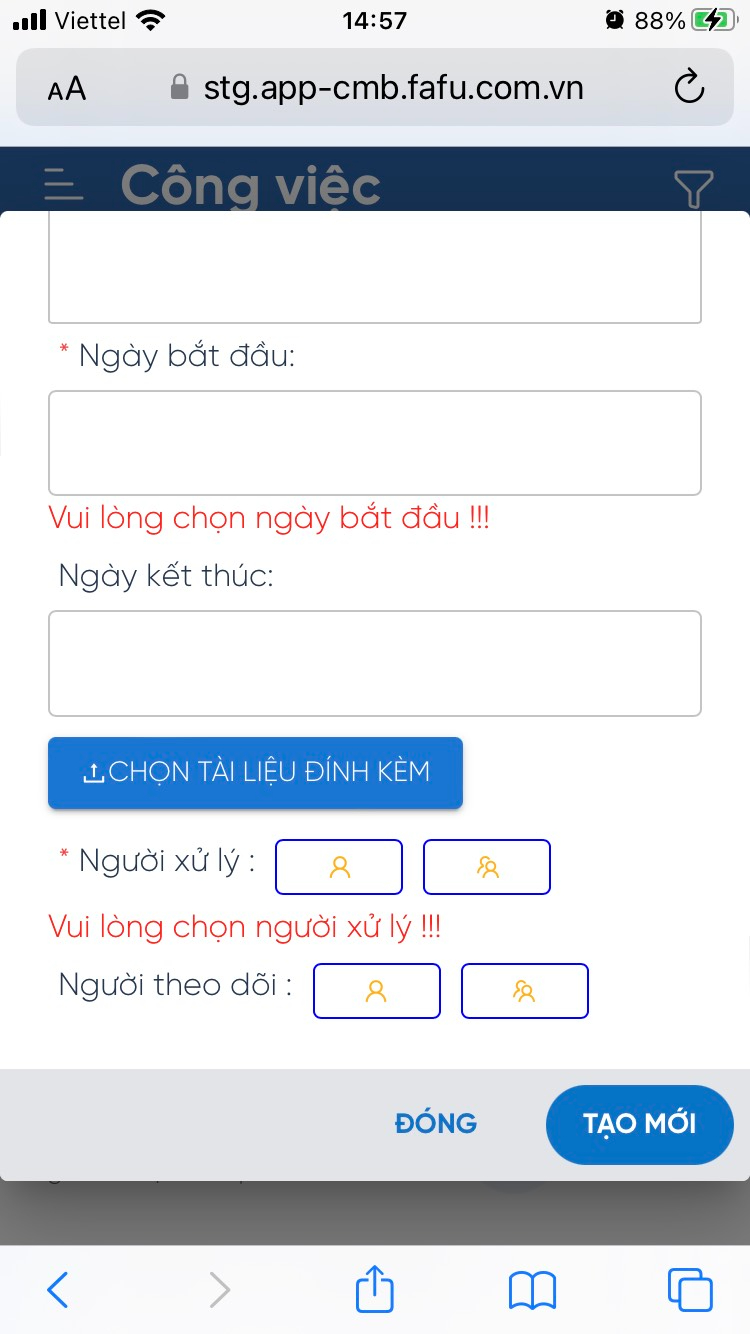 Viettel 14:57 88%
AA stg.app-cmb.fafu.com.vn
Công việc
* Ngày bắt đầu:
Vui lòng chọn ngày bắt đầu !!!
Ngày kết thúc:
CHỌN TÀI LIỆU ĐÍNH KÈM
* Người xử lý :
Vui lòng chọn người xử lý !!!
Người theo dõi :
ĐÓNG TẠO MỚI